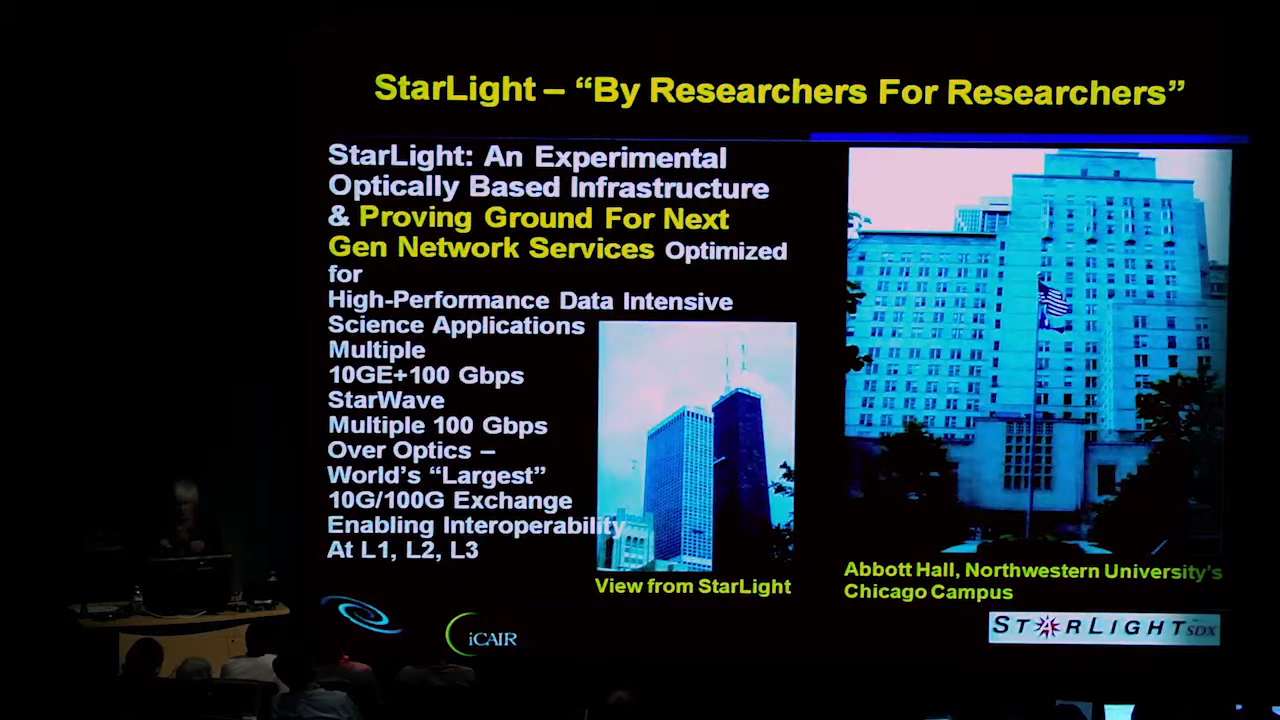 StarLight – “By Researchers For Researchers”
StarLight: An Experimental
Optically Based Infrastructure
& Proving Ground For Next
Gen Network Services Optimized
for
High-Performance Data Intensive
Science Applications
Multiple
10GE+100 Gbps
StarWave
Multiple 100 Gbps
Over Optics –
World’s “Largest”
10G/100G Exchange
Enabling Interoperability
At L1, L2, L3
View from StarLight
Abbott Hall, Northwestern University’s
Chicago Campus
iCAIR
STARLIGHT SDX